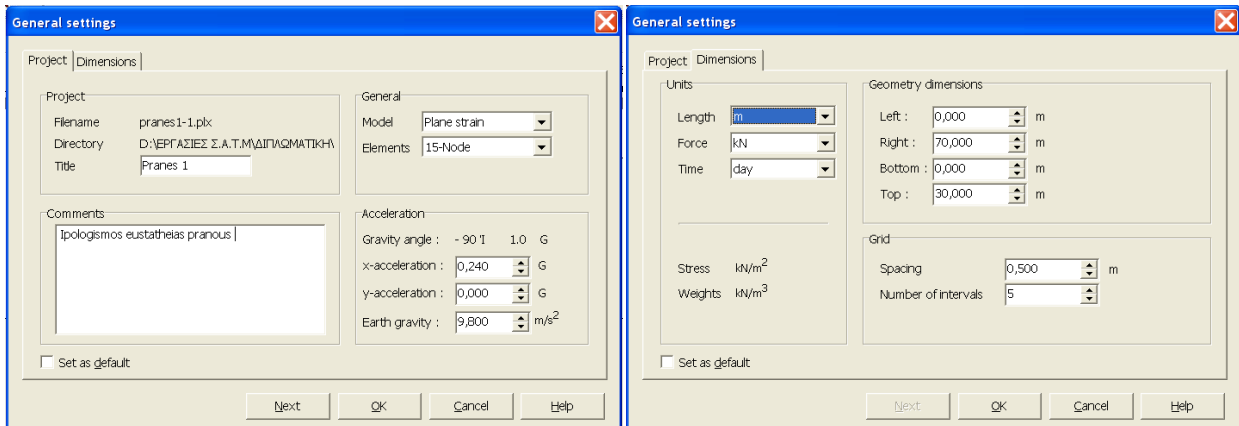 General settings
Project Dimensions
Project
Filename pranes1-1.plx
Directory D:\ΕΡΓΑΣΙΕΣ Σ.Α.Τ.Μ\ΔΙΠΛΩΜΑΤΙΚΗ\
Title Pranes 1
General
Model Plane strain
Elements 15-Node
Comments
Ipologismos eustatheias pranous
Acceleration
Gravity angle : - 90 'I 1.0 G
x-acceleration : 0,240 G
y-acceleration : 0,000 G
Earth gravity : 9,800 m/s²
Set as default
Next OK Cancel Help
General settings
Project Dimensions
Units
Length m
Force kN
Time day
Stress kN/m²
Weights kN/m³
Geometry dimensions
Left : 0,000 m
Right : 70,000 m
Bottom : 0,000 m
Top : 30,000 m
Grid
Spacing 0,500 m
Number of intervals 5
Set as default
Next OK Cancel Help